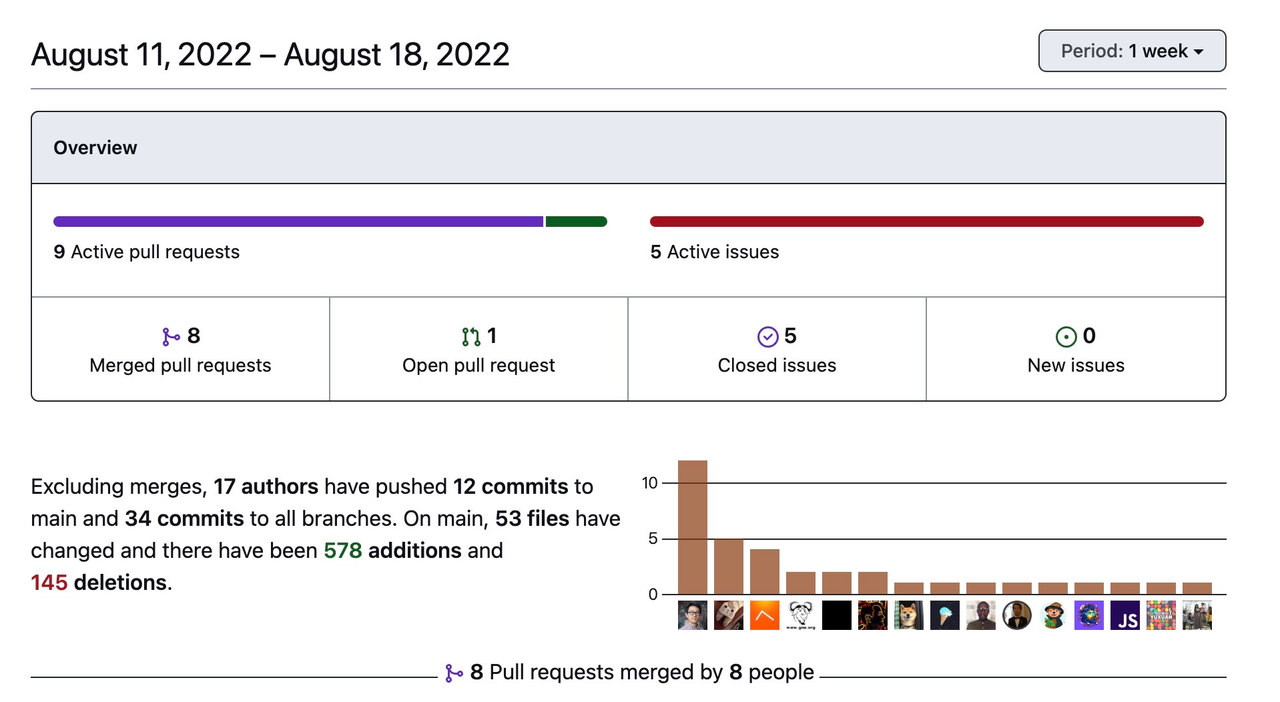 August 11, 2022 – August 18, 2022
Period: 1 week
Overview
9 Active pull requests
5 Active issues
8
Merged pull requests
1
Open pull request
5
Closed issues
0
New issues
Excluding merges, 17 authors have pushed 12 commits to
main and 34 commits to all branches. On main, 53 files have
changed and there have been 578 additions and
145 deletions.
10
5
0
www.gnu.org
JS
8 Pull requests merged by 8 people